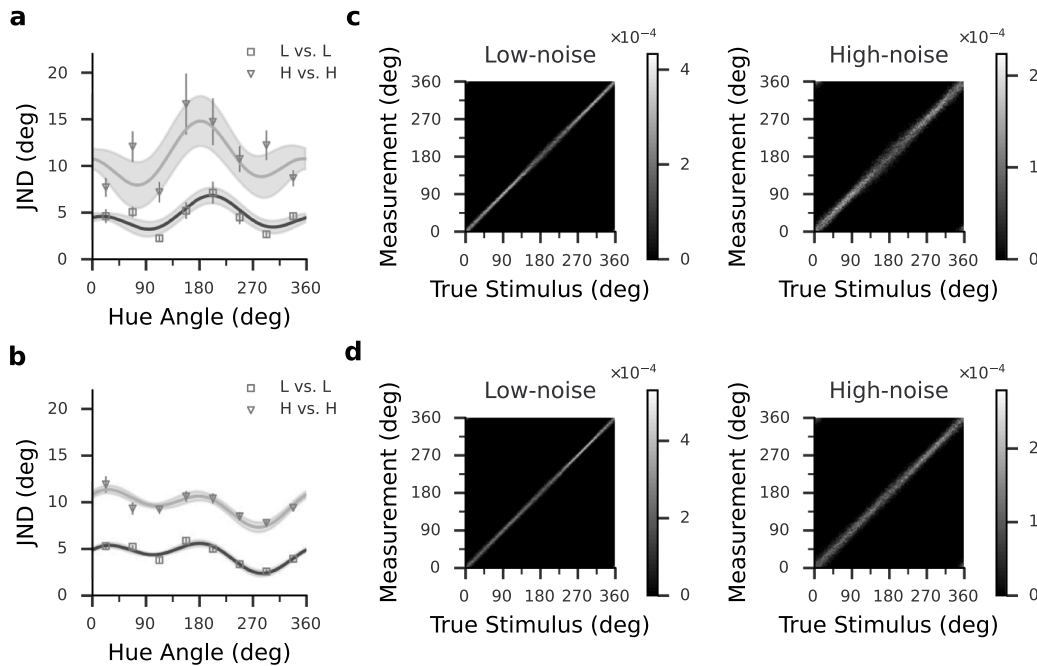 a
L vs. L
H vs. H
JND (deg)
20
15
10
5
0
0 90 180 270 360
Hue Angle (deg)
c
Low-noise
×10⁻⁴
Measurement (deg)
360
270
180
90
0
0 90 180 270 360
True Stimulus (deg)
4
2
0
High-noise
×10⁻⁴
Measurement (deg)
360
270
180
90
0
0 90 180 270 360
True Stimulus (deg)
2
1
0
b
L vs. L
H vs. H
JND (deg)
20
15
10
5
0
0 90 180 270 360
Hue Angle (deg)
d
Low-noise
×10⁻⁴
Measurement (deg)
360
270
180
90
0
0 90 180 270 360
True Stimulus (deg)
4
2
0
High-noise
×10⁻⁴
Measurement (deg)
360
270
180
90
0
0 90 180 270 360
True Stimulus (deg)
2
1
0